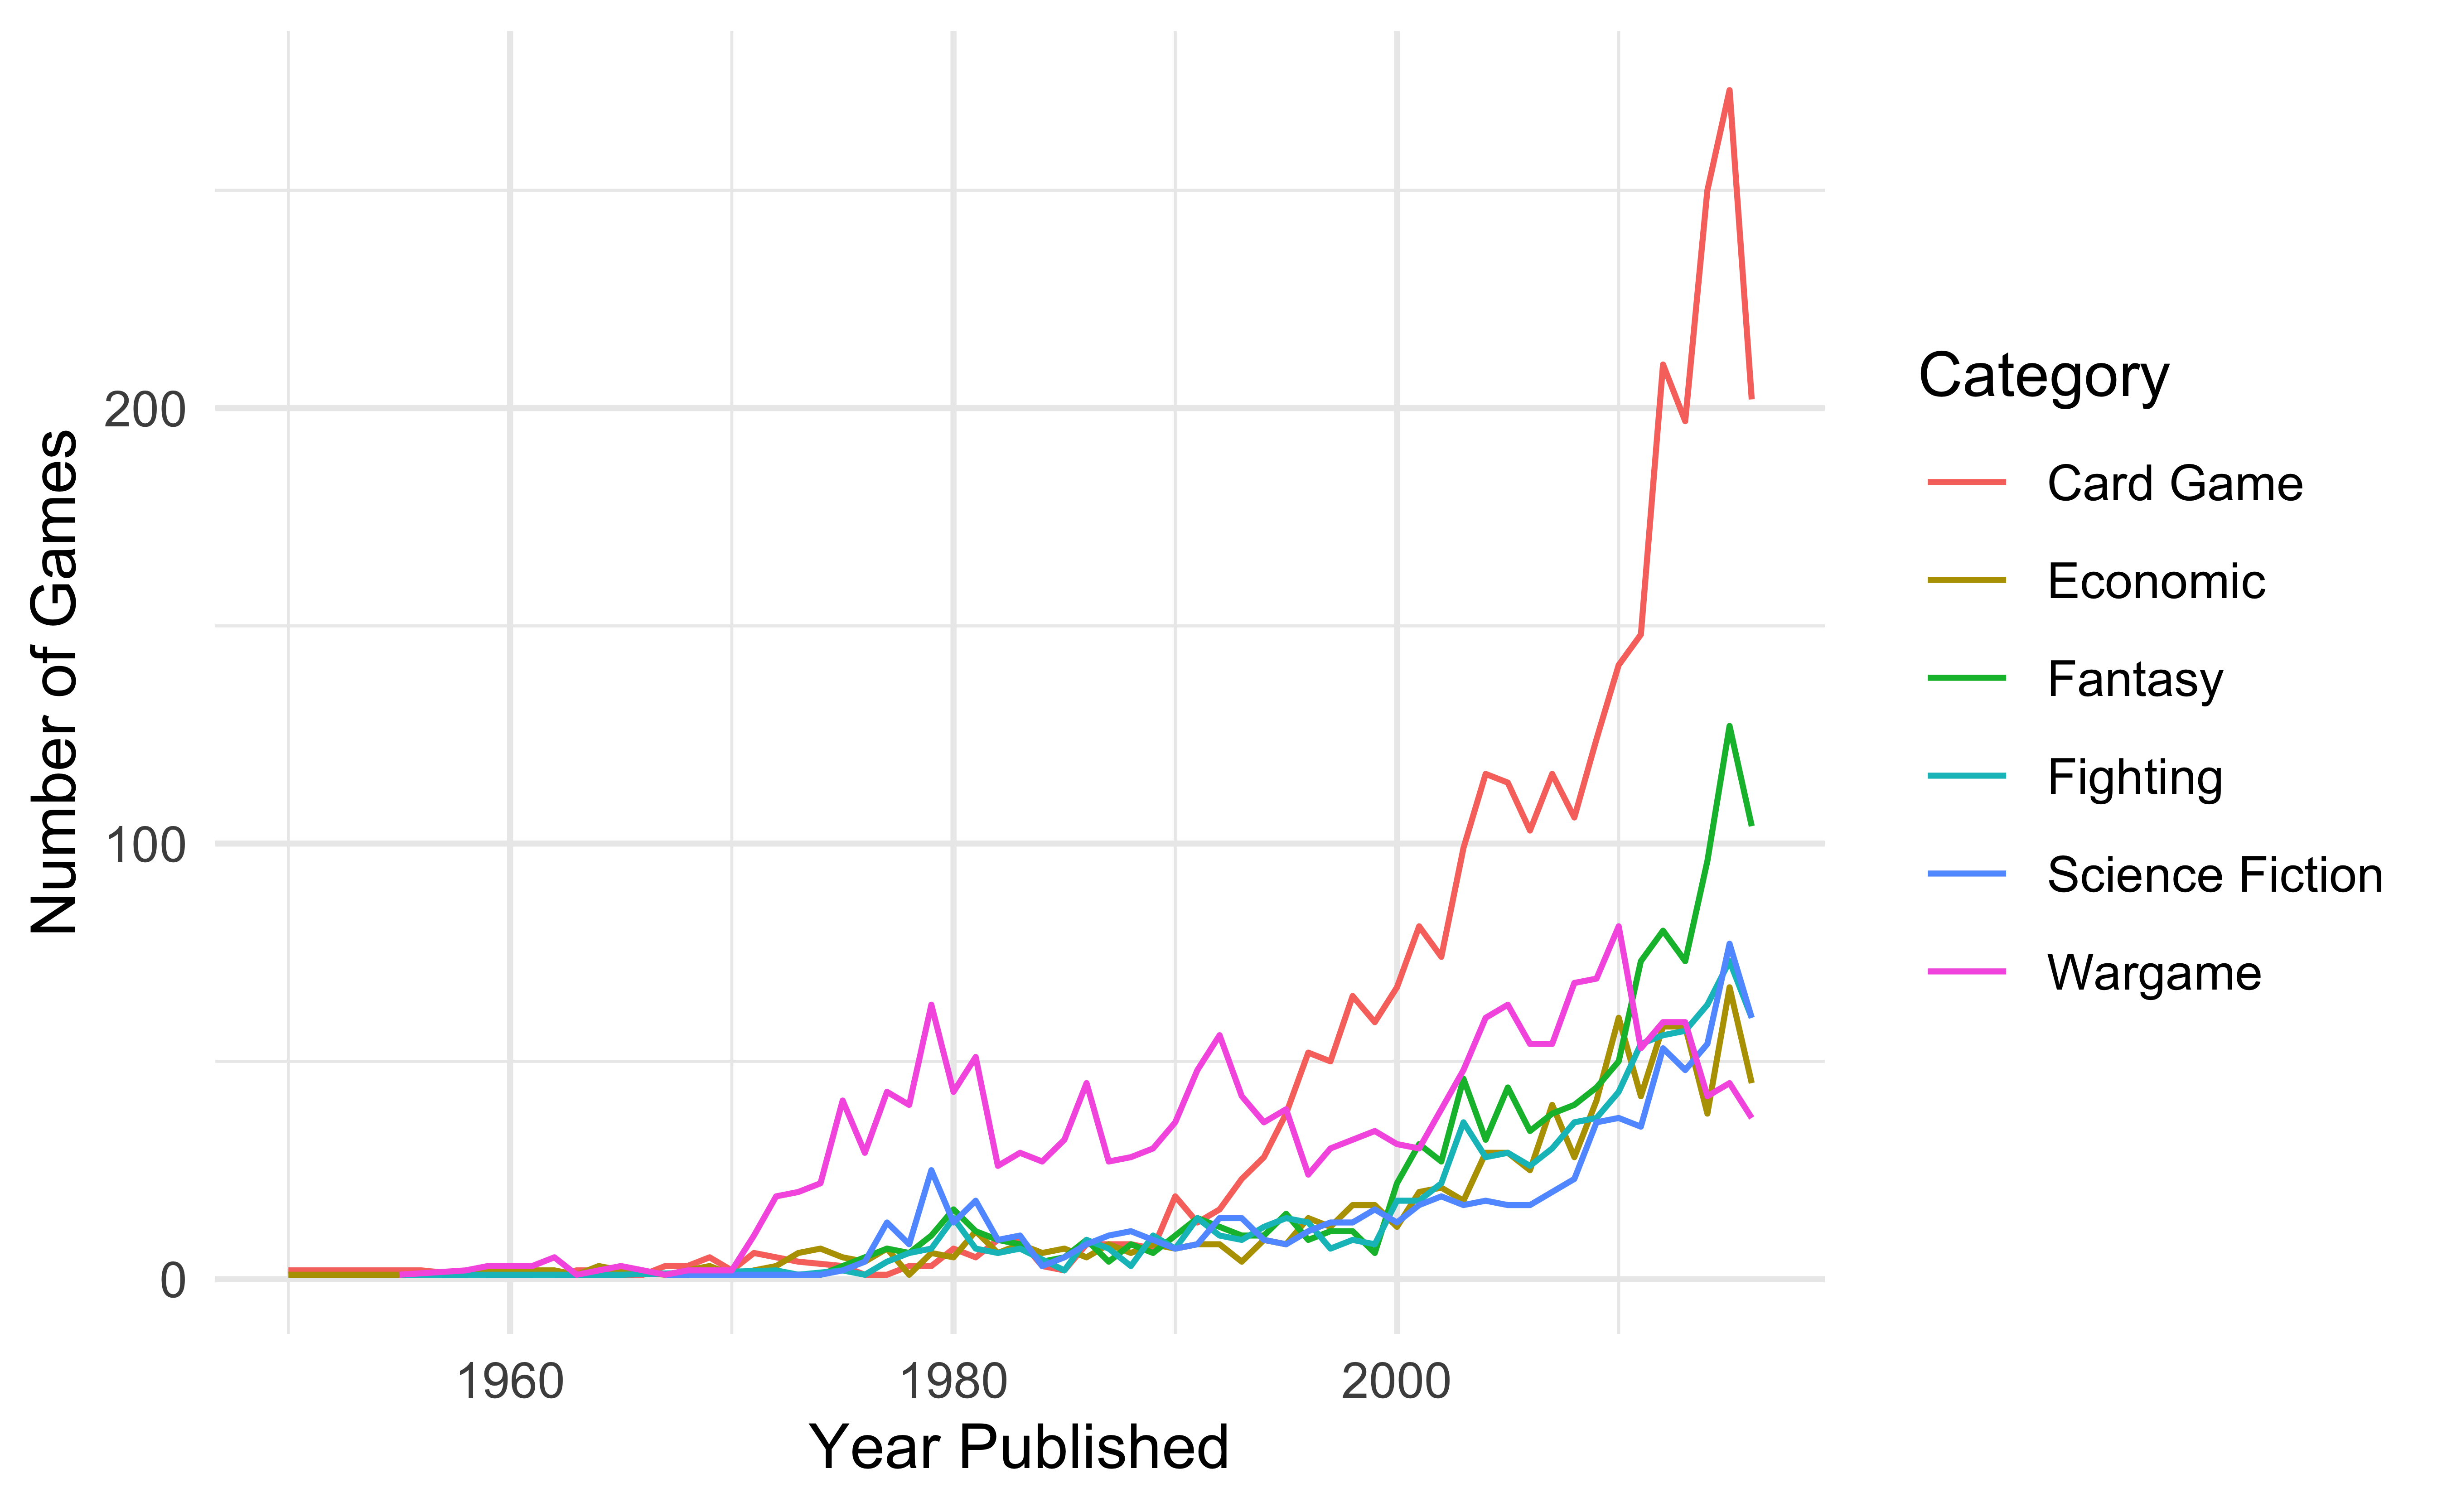 Number of Games
200
100
0
1960 1980 2000
Year Published
Category
Card Game
Economic
Fantasy
Fighting
Science Fiction
Wargame